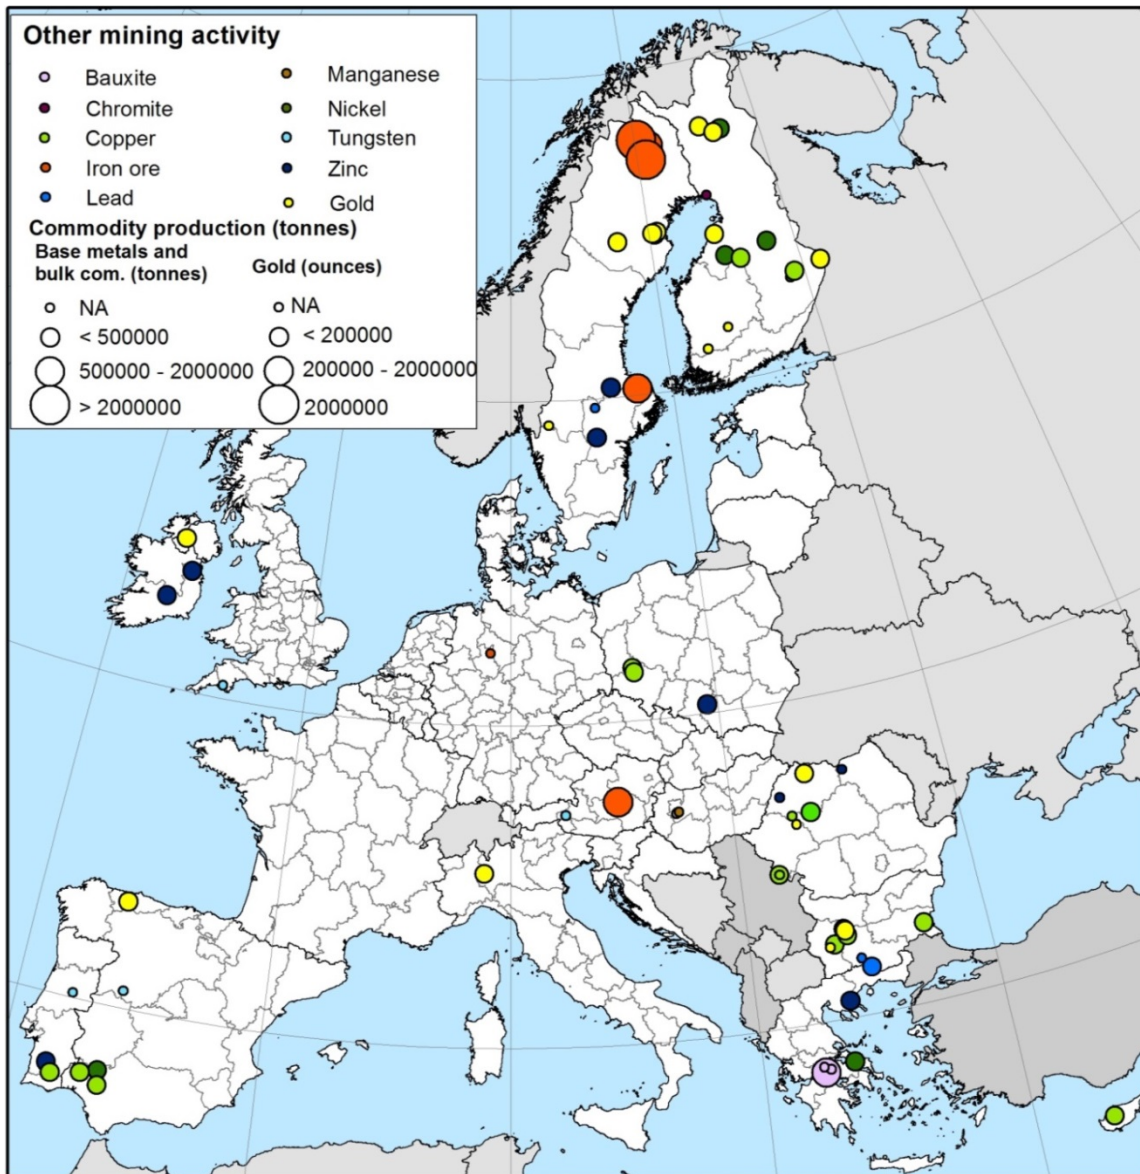 Other mining activity
Bauxite
Manganese
Chromite
Nickel
Copper
Tungsten
Iron ore
Zinc
Lead
Gold
Commodity production (tonnes)
Base metals and
bulk com. (tonnes)
Gold (ounces)
NA
NA
< 500000
< 200000
500000 - 2000000
200000 - 2000000
> 2000000
2000000